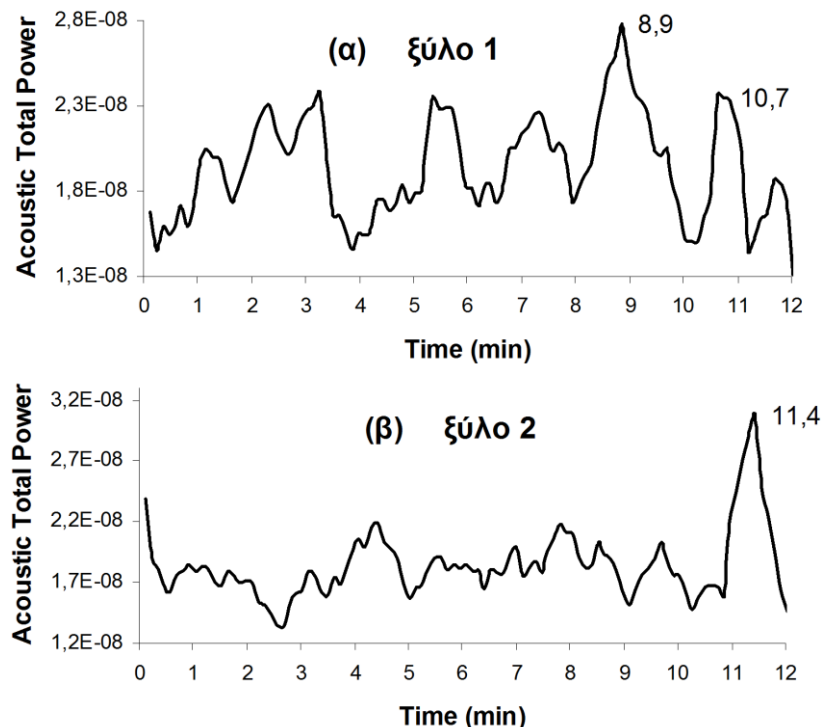 2,8E-08
8,9
(α) ξύλο 1
10,7
2,3E-08
1,8E-08
1,3E-08
Acoustic Total Power
0 1 2 3 4 5 6 7 8 9 10 11 12
Time (min)
3,2E-08
(β) ξύλο 2
11,4
2,7E-08
2,2E-08
1,7E-08
1,2E-08
Acoustic Total Power
0 1 2 3 4 5 6 7 8 9 10 11 12
Time (min)